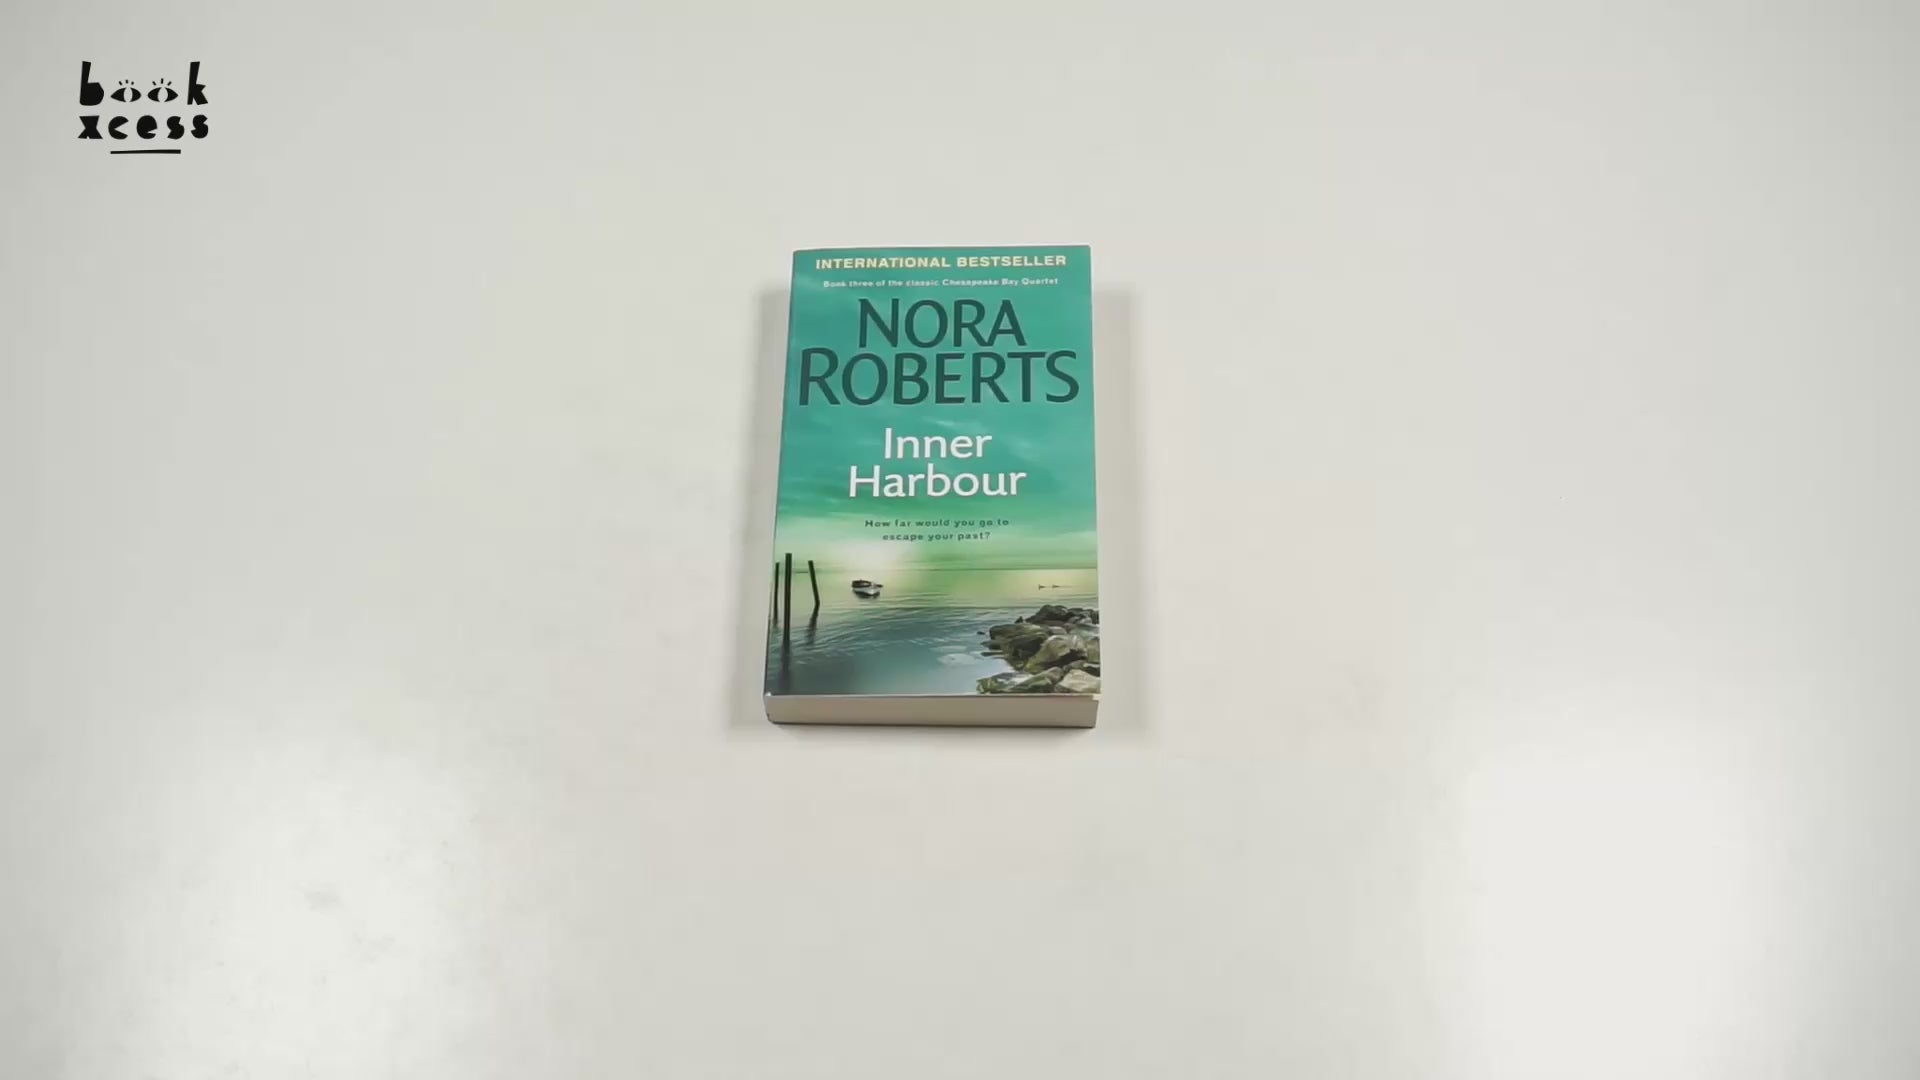 book
xcess
INTERNATIONAL BESTSELLER
Book three of the classic Chesapeake Bay Quartet
NORA
ROBERTS
Inner
Harbour
How far would you go to
escape your past?